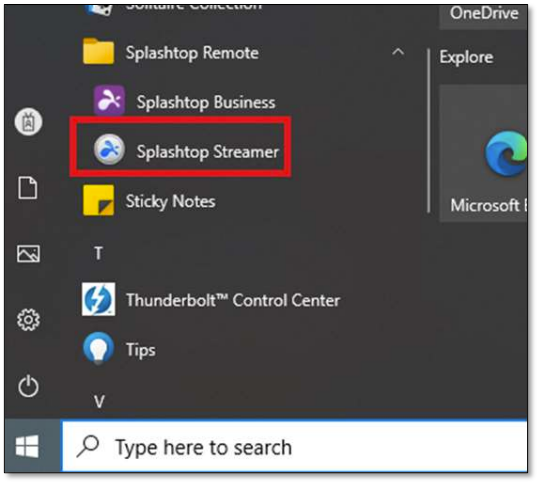 Solitaire Collection
OneDrive
Splashtop Remote
Explore
Splashtop Business
Splashtop Streamer
Sticky Notes
Microsoft E
T
Thunderbolt™ Control Center
Tips
V
Type here to search